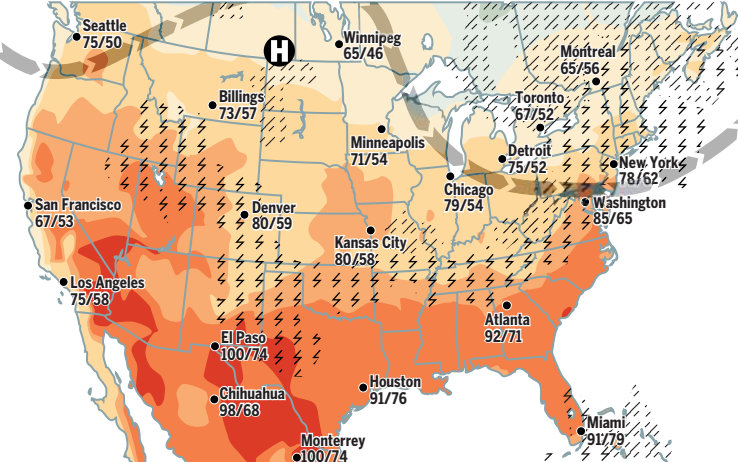 Seattle
75/50
H
Winnipeg
65/46
Montreal
65/56
Billings
73/57
Toronto
67/52
Minneapolis
71/54
Detroit
75/52
New York
78/62
Chicago
79/54
San Francisco
67/53
Denver
80/59
Washington
85/65
Kansas City
80/58
Los Angeles
75/58
Atlanta
92/71
El Paso
100/74
Houston
91/76
Chihuahua
98/68
Miami
91/79
Monterrey
100/74